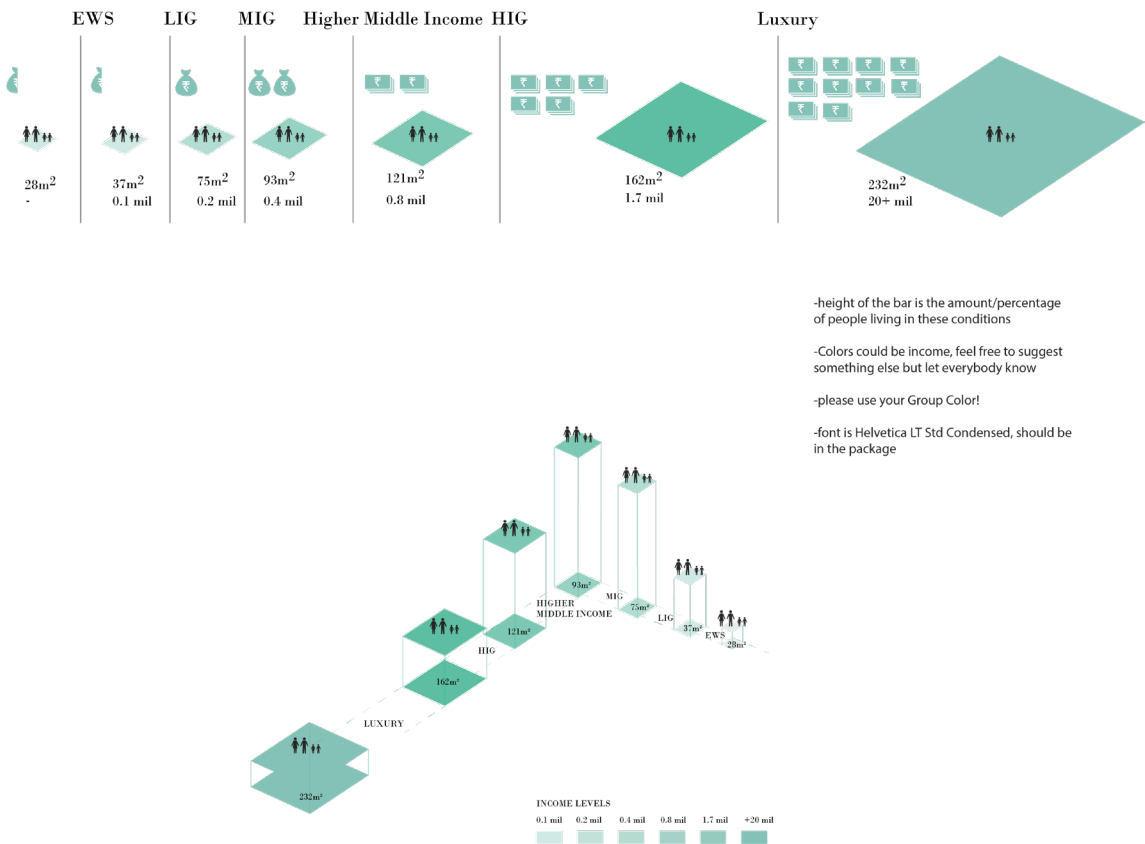 EWS LIG MIG Higher Middle Income HIG Luxury
₹ ₹ ₹ ₹ ₹ ₹ ₹ ₹ ₹ ₹ ₹ ₹ ₹
₹ ₹ ₹ ₹ ₹ ₹
₹ ₹
28m² 37m² 75m² 93m² 121m² 162m² 232m²
- 0.1 mil 0.2 mil 0.4 mil 0.8 mil 1.7 mil 20+ mil
-height of the bar is the amount/percentage
of people living in these conditions
-Colors could be income, feel free to suggest
something else but let everybody know
-please use your Group Color!
-font is Helvetica LT Std Condensed, should be
in the package
93m²
HIGHER
MIDDLE INCOME
MIG
75m²
LIG
37m²
EWS
28m²
121m²
HIG
162m²
LUXURY
232m²
INCOME LEVELS
0.1 mil 0.2 mil 0.4 mil 0.8 mil 1.7 mil +20 mil